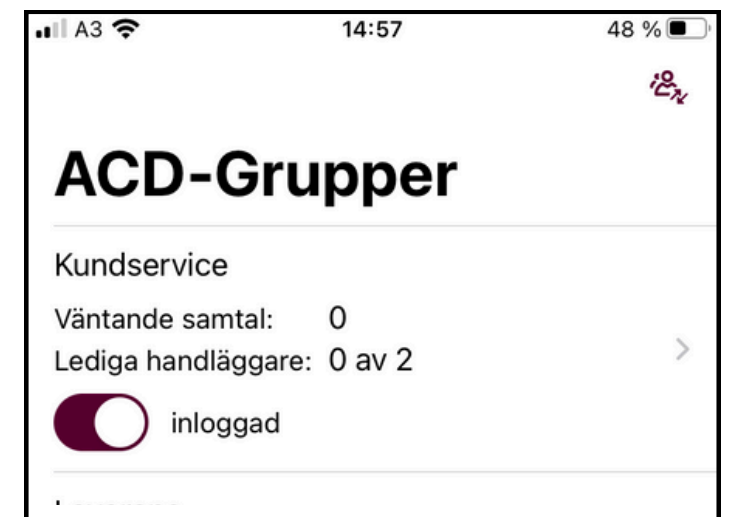 A3 14:57 48 %
ACD-Grupper
Kundservice
Väntande samtal: 0
Lediga handläggare: 0 av 2
inloggad